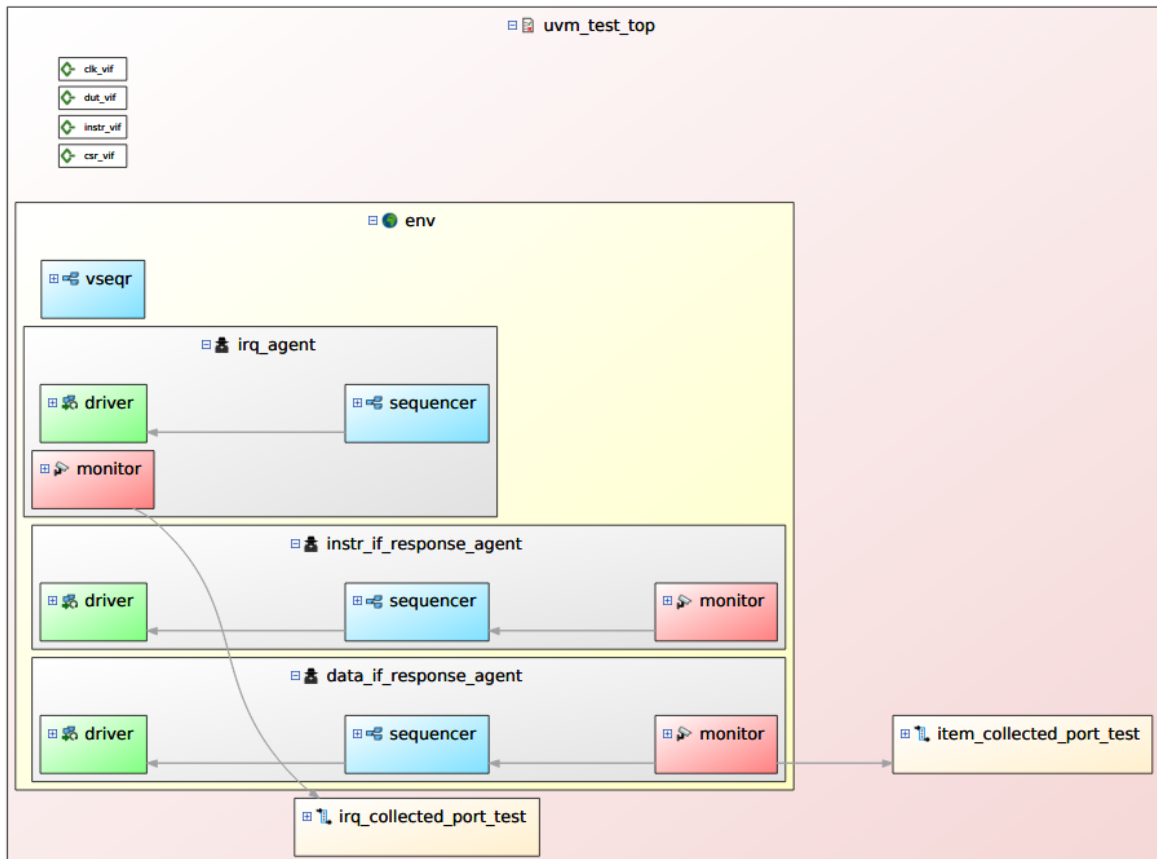 uvm_test_top
clk_vif
dut_vif
instr_vif
csr_vif
env
vseqr
irq_agent
driver
sequencer
monitor
instr_if_response_agent
driver
sequencer
monitor
data_if_response_agent
driver
sequencer
monitor
item_collected_port_test
irq_collected_port_test